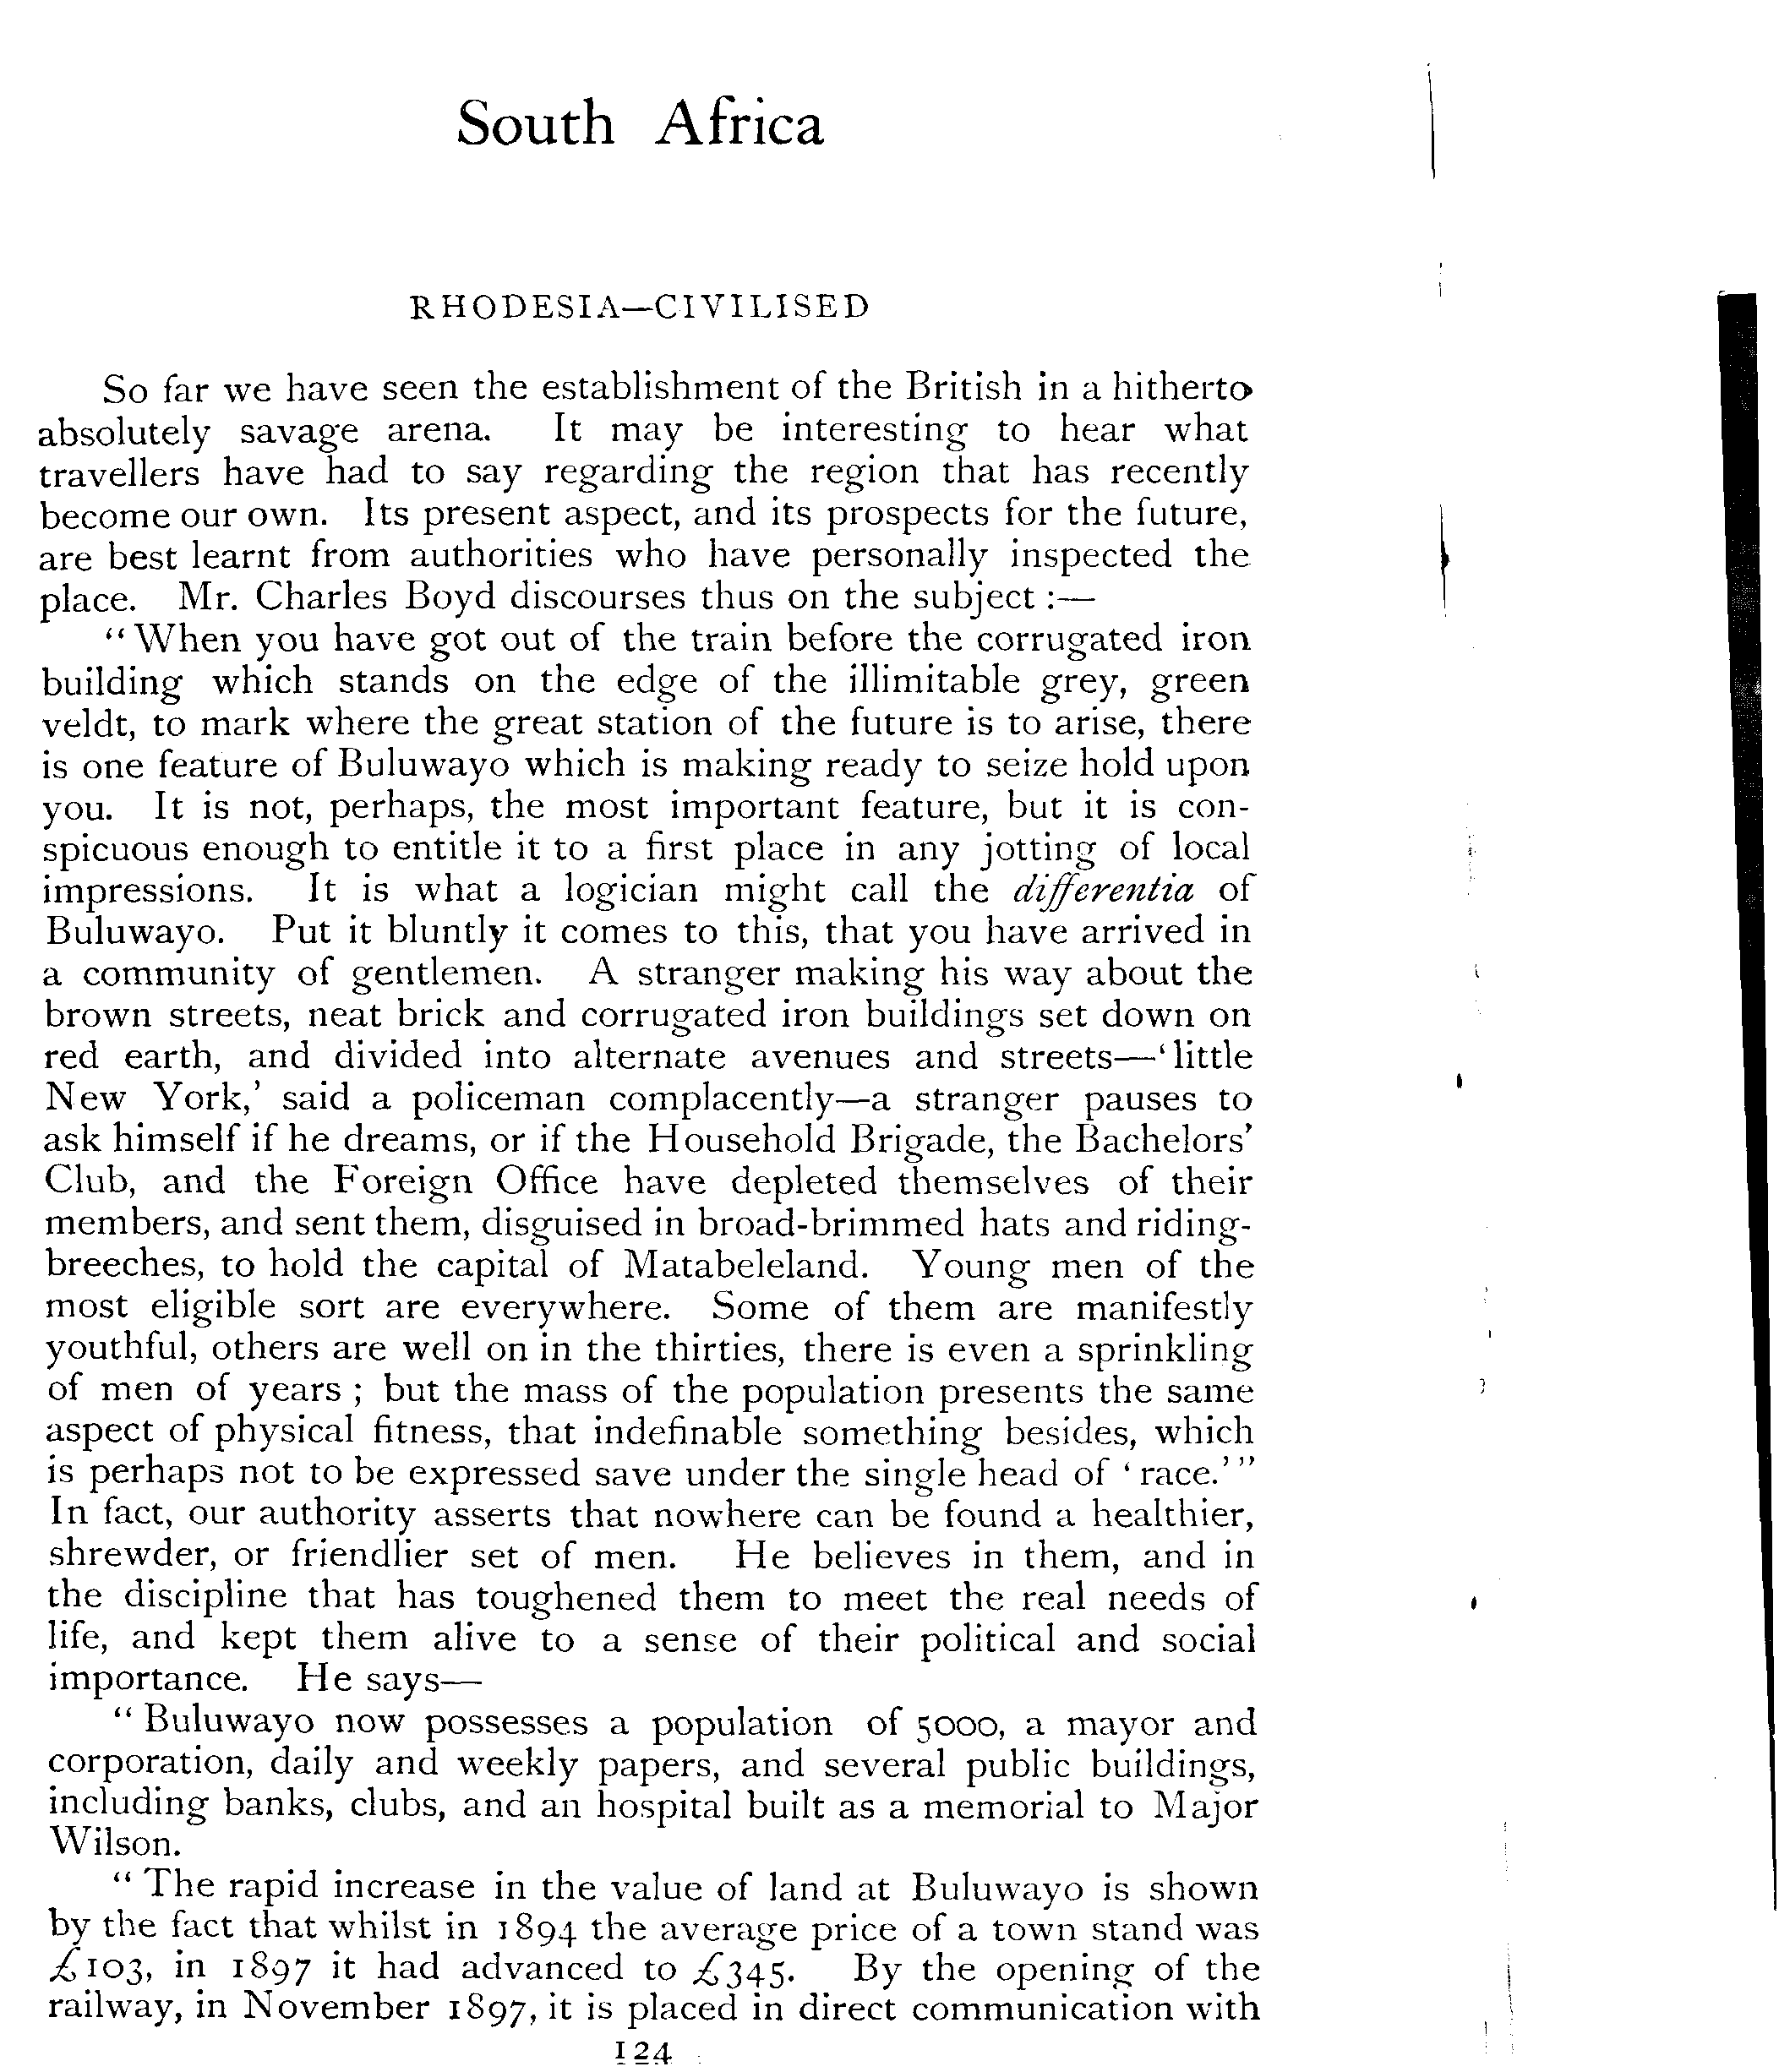 South Africa
RHODESIA—CIVILISED
So far we have seen the establishment of the British in a hitherto
absolutely savage arena. It may be interesting to hear what
travellers have had to say regarding the region that has recently
become our own. Its present aspect, and its prospects for the future,
are best learnt from authorities who have personally inspected the
place. Mr. Charles Boyd discourses thus on the subject :—
“When you have got out of the train before the corrugated iron
building which stands on the edge of the illimitable grey, green
veldt, to mark where the great station of the future is to arise, there
is one feature of Buluwayo which is making ready to seize hold upon
you. It is not, perhaps, the most important feature, but it is con-
spicuous enough to entitle it to a first place in any jotting of local
impressions. It is what a logician might call the differentia of
Buluwayo. Put it bluntly it comes to this, that you have arrived in
a community of gentlemen. A stranger making his way about the
brown streets, neat brick and corrugated iron buildings set down on
red earth, and divided into alternate avenues and streets—‘little
New York,’ said a policeman complacently—a stranger pauses to
ask himself if he dreams, or if the Household Brigade, the Bachelors’
Club, and the Foreign Office have depleted themselves of their
members, and sent them, disguised in broad-brimmed hats and riding-
breeches, to hold the capital of Matabeleland. Young men of the
most eligible sort are everywhere. Some of them are manifestly
youthful, others are well on in the thirties, there is even a sprinkling
of men of years ; but the mass of the population presents the same
aspect of physical fitness, that indefinable something besides, which
is perhaps not to be expressed save under the single head of ‘race.’”
In fact, our authority asserts that nowhere can be found a healthier,
shrewder, or friendlier set of men. He believes in them, and in
the discipline that has toughened them to meet the real needs of
life, and kept them alive to a sense of their political and social
importance. He says—
“Buluwayo now possesses a population of 5000, a mayor and
corporation, daily and weekly papers, and several public buildings,
including banks, clubs, and an hospital built as a memorial to Major
Wilson.
“The rapid increase in the value of land at Buluwayo is shown
by the fact that whilst in 1894 the average price of a town stand was
£103, in 1897 it had advanced to £345. By the opening of the
railway, in November 1897, it is placed in direct communication with
124